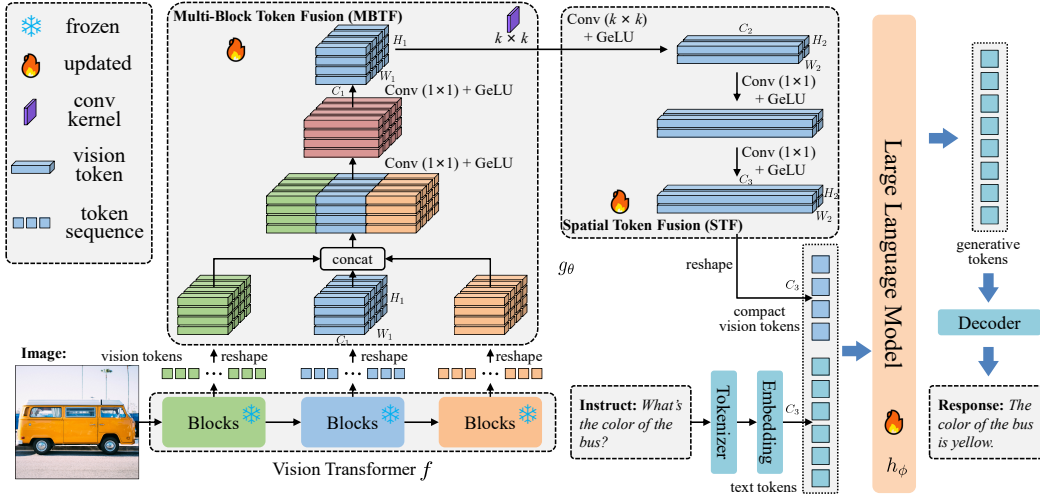 frozen
updated
conv
kernel
vision
token
token
sequence
Multi-Block Token Fusion (MBTF)
H1
W1
C1
Conv (1×1) + GeLU
Conv (1×1) + GeLU
concat
H1
W1
C1
k × k
Conv (k × k)
+ GeLU
C2
H2
W2
Conv (1×1)
+ GeLU
Conv (1×1)
+ GeLU
C3
H2
W2
Spatial Token Fusion (STF)
gθ
reshape
C3
compact
vision tokens
Image:
vision tokens
reshape
reshape
reshape
Blocks
Blocks
Blocks
Vision Transformer f
Instruct: What's
the color of the
bus?
Tokenizer
Embedding
C3
text tokens
Large Language Model
hϕ
generative
tokens
Decoder
Response: The
color of the bus
is yellow.